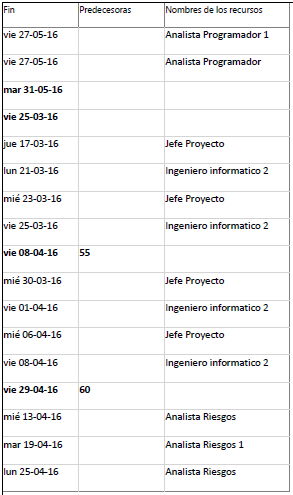 Fin Predecesoras Nombres de los recursos
vie 27-05-16 Analista Programador 1
vie 27-05-16 Analista Programador
mar 31-05-16
vie 25-03-16
jue 17-03-16 Jefe Proyecto
lun 21-03-16 Ingeniero informatico 2
mié 23-03-16 Jefe Proyecto
vie 25-03-16 Ingeniero informatico 2
vie 08-04-16 55
mié 30-03-16 Jefe Proyecto
vie 01-04-16 Ingeniero informatico 2
mié 06-04-16 Jefe Proyecto
vie 08-04-16 Ingeniero informatico 2
vie 29-04-16 60
mié 13-04-16 Analista Riesgos
mar 19-04-16 Analista Riesgos 1
lun 25-04-16 Analista Riesgos